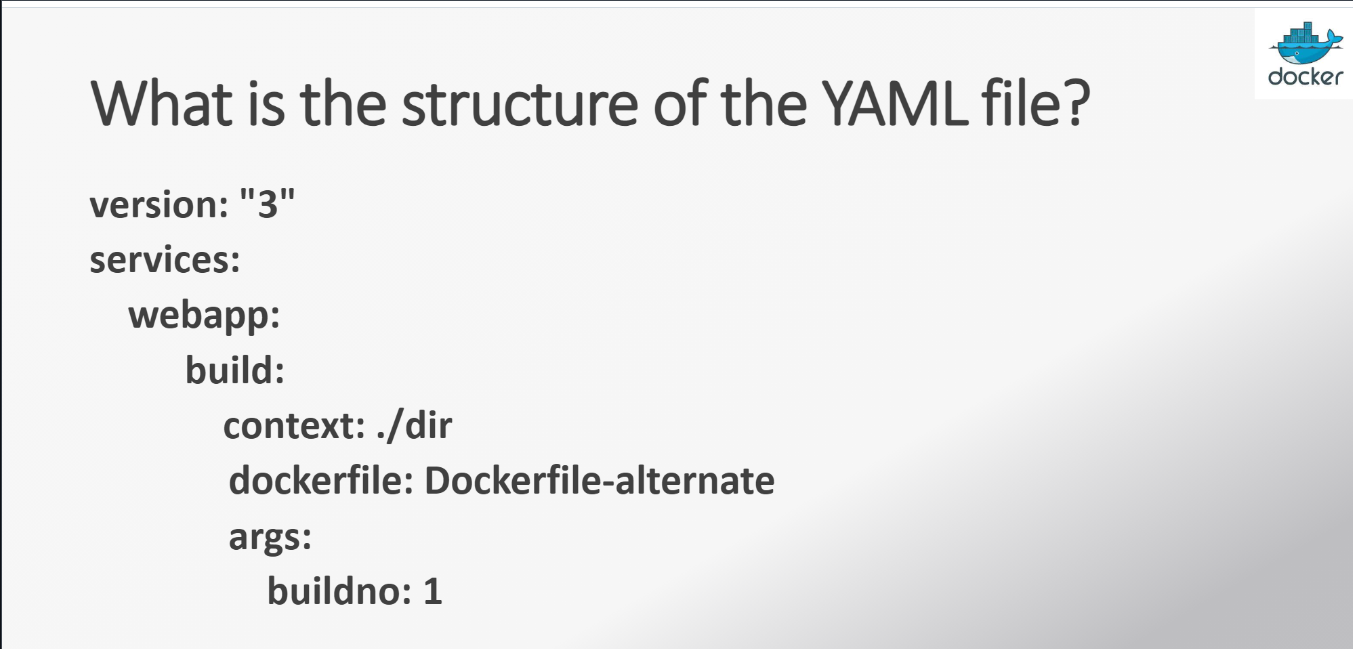 docker
What is the structure of the YAML file?
version: "3"
services:
webapp:
build:
context: ./dir
dockerfile: Dockerfile-alternate
args:
buildno: 1